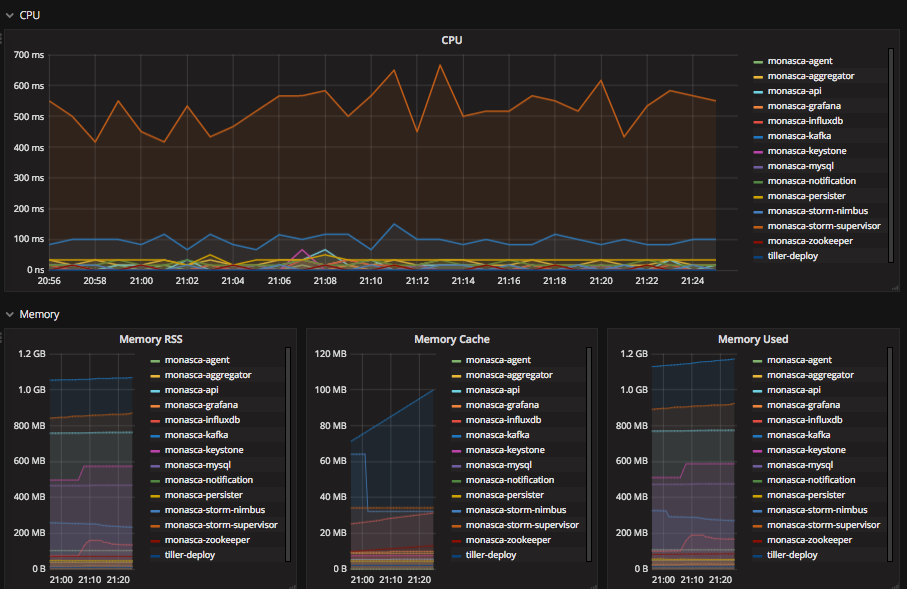 CPU
CPU
700 ms
600 ms
500 ms
400 ms
300 ms
200 ms
100 ms
0 ns
20:56 20:58 21:00 21:02 21:04 21:06 21:08 21:10 21:12 21:14 21:16 21:18 21:20 21:22 21:24
monasca-agent
monasca-aggregator
monasca-api
monasca-grafana
monasca-influxdb
monasca-kafka
monasca-keystone
monasca-mysql
monasca-notification
monasca-persister
monasca-storm-nimbus
monasca-storm-supervisor
monasca-zookeeper
tiller-deploy
Memory
Memory RSS
1.2 GB
1.0 GB
800 MB
600 MB
400 MB
200 MB
0 B
21:00 21:10 21:20
monasca-agent
monasca-aggregator
monasca-api
monasca-grafana
monasca-influxdb
monasca-kafka
monasca-keystone
monasca-mysql
monasca-notification
monasca-persister
monasca-storm-nimbus
monasca-storm-supervisor
monasca-zookeeper
tiller-deploy
Memory Cache
120 MB
100 MB
80 MB
60 MB
40 MB
20 MB
0 B
21:00 21:10 21:20
monasca-agent
monasca-aggregator
monasca-api
monasca-grafana
monasca-influxdb
monasca-kafka
monasca-keystone
monasca-mysql
monasca-notification
monasca-persister
monasca-storm-nimbus
monasca-storm-supervisor
monasca-zookeeper
tiller-deploy
Memory Used
1.2 GB
1.0 GB
800 MB
600 MB
400 MB
200 MB
0 B
21:00 21:10 21:20
monasca-agent
monasca-aggregator
monasca-api
monasca-grafana
monasca-influxdb
monasca-kafka
monasca-keystone
monasca-mysql
monasca-notification
monasca-persister
monasca-storm-nimbus
monasca-storm-supervisor
monasca-zookeeper
tiller-deploy